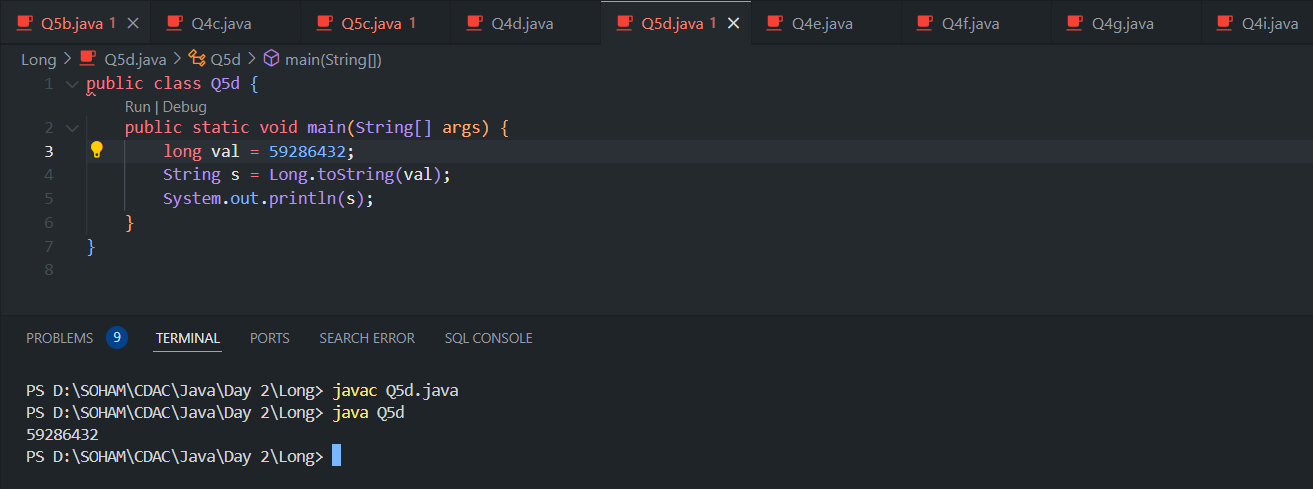 Q5b.java 1 Q4c.java Q5c.java 1 Q4d.java Q5d.java 1 Q4e.java Q4f.java Q4g.java Q4i.java
Long > Q5d.java > Q5d > main(String[])
1 public class Q5d {
Run | Debug
2 public static void main(String[] args) {
3 long val = 59286432;
4 String s = Long.toString(val);
5 System.out.println(s);
6 }
7 }
8
PROBLEMS 9 TERMINAL PORTS SEARCH ERROR SQL CONSOLE
PS D:\SOHAM\CDAC\Java\Day 2\Long> javac Q5d.java
PS D:\SOHAM\CDAC\Java\Day 2\Long> java Q5d
59286432
PS D:\SOHAM\CDAC\Java\Day 2\Long>